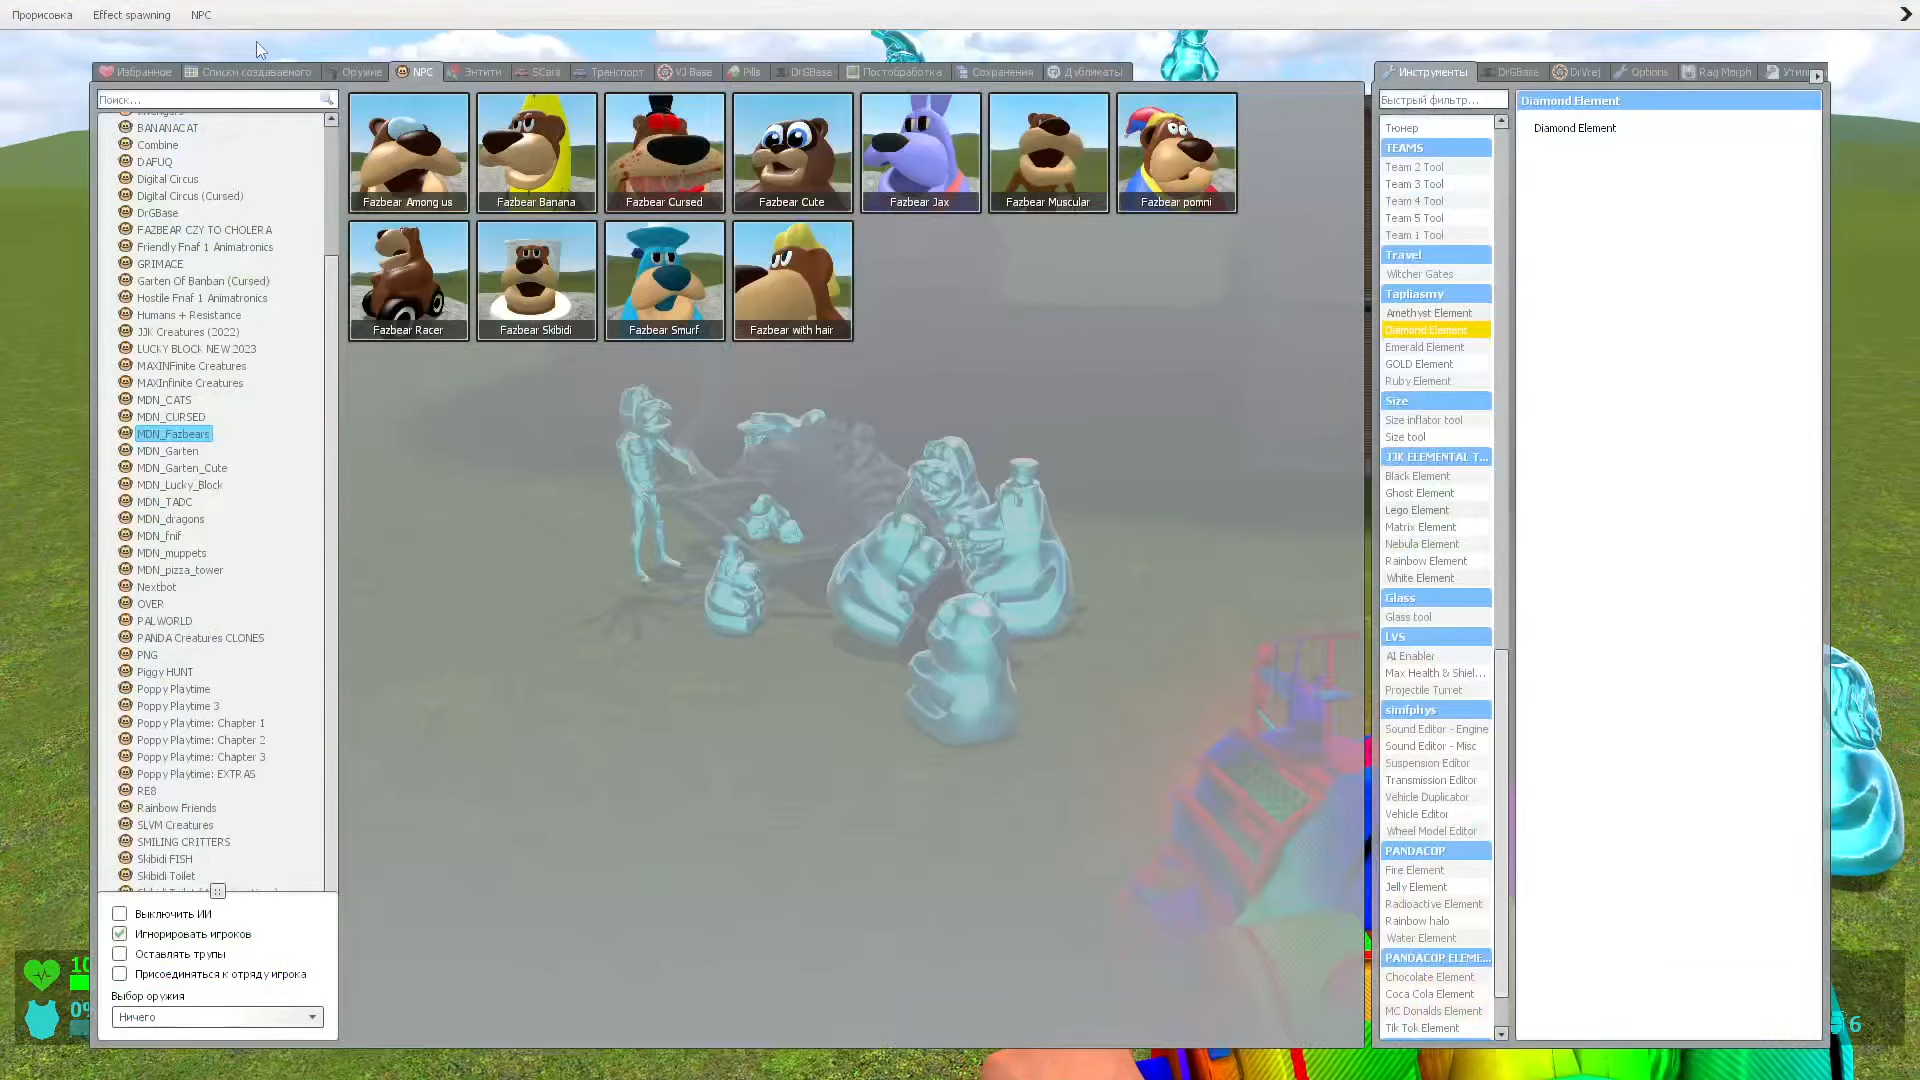 Прорисовка
Effect spawning
NPC
Избранное
Списки создаваемого
Оружие
NPC
Энтити
SCars
Транспорт
VJ Base
Pills
DrGBase
Постобработка
Сохранения
Дубликаты
Инструменты
DrGBase
DrVrej
Options
Rag Morph
Поиск...
BANANACAT
Combine
DAFUQ
Digital Circus
Digital Circus (Cursed)
DrGBase
FAZBEAR CZY TO CHOLERA
Friendly Fnaf 1 Animatronics
GRIMACE
Garten Of Banban (Cursed)
Hostile Fnaf 1 Animatronics
Humans + Resistance
JJK Creatures (2022)
LUCKY BLOCK NEW 2023
MAXINFinite Creatures
MAXInfinite Creatures
MDN_CATS
MDN_CURSED
MDN_Fazbears
MDN_Garten
MDN_Garten_Cute
MDN_Lucky_Block
MDN_TADC
MDN_dragons
MDN_fnif
MDN_muppets
MDN_pizza_tower
Nextbot
OVER
PALWORLD
PANDA Creatures CLONES
PNG
Piggy HUNT
Poppy Playtime
Poppy Playtime 3
Poppy Playtime: Chapter 1
Poppy Playtime: Chapter 2
Poppy Playtime: Chapter 3
Poppy Playtime: EXTRAS
RE8
Rainbow Friends
SLVM Creatures
SMILING CRITTERS
Skibidi FISH
Skibidi Toilet
Выключить ИИ
Игнорировать игроков
Оставлять трупы
Присоединяться к отряду игрока
Выбор оружия
Ничего
Fazbear Among us
Fazbear Banana
Fazbear Cursed
Fazbear Cute
Fazbear Jax
Fazbear Muscular
Fazbear pomni
Fazbear Racer
Fazbear Skibidi
Fazbear Smurf
Fazbear with hair
Быстрый фильтр...
Тюнер
TEAMS
Team 2 Tool
Team 3 Tool
Team 4 Tool
Team 5 Tool
Team 1 Tool
Travel
Witcher Gates
Tapliasmy
Amethyst Element
Diamond Element
Emerald Element
GOLD Element
Ruby Element
Size
Size inflator tool
Size tool
JJK ELEMENTAL T...
Black Element
Ghost Element
Lego Element
Matrix Element
Nebula Element
Rainbow Element
White Element
Glass
Glass tool
LVS
AI Enabler
Max Health & Shiel...
Projectile Turret
simfphys
Sound Editor - Engine
Sound Editor - Misc
Suspension Editor
Transmission Editor
Vehicle Duplicator
Vehicle Editor
Wheel Model Editor
PANDACOP
Fire Element
Jelly Element
Radioactive Element
Rainbow halo
Water Element
PANDACOP ELEME...
Chocolate Element
Coca Cola Element
MC Donalds Element
Tik Tok Element
Diamond Element
Diamond Element
10
0%
6